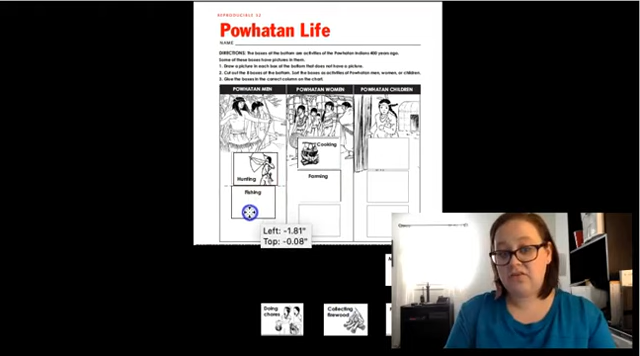 REPRODUCIBLE 52
Powhatan Life
NAME
DIRECTIONS: The boxes at the bottom are activities of the Powhatan Indians 400 years ago.
Some of these boxes have pictures in them.
1. Draw a picture in each box at the bottom that does not have a picture.
2. Cut out the 8 boxes at the bottom. Sort the boxes as activities of Powhatan men, women, or children.
3. Glue the boxes in the correct column on the chart.
POWHATAN MEN POWHATAN WOMEN POWHATAN CHILDREN
Cooking
Hunting
Farming
Fishing
Left: -1.81"
Top: -0.08"
Doing chores
Collecting firewood